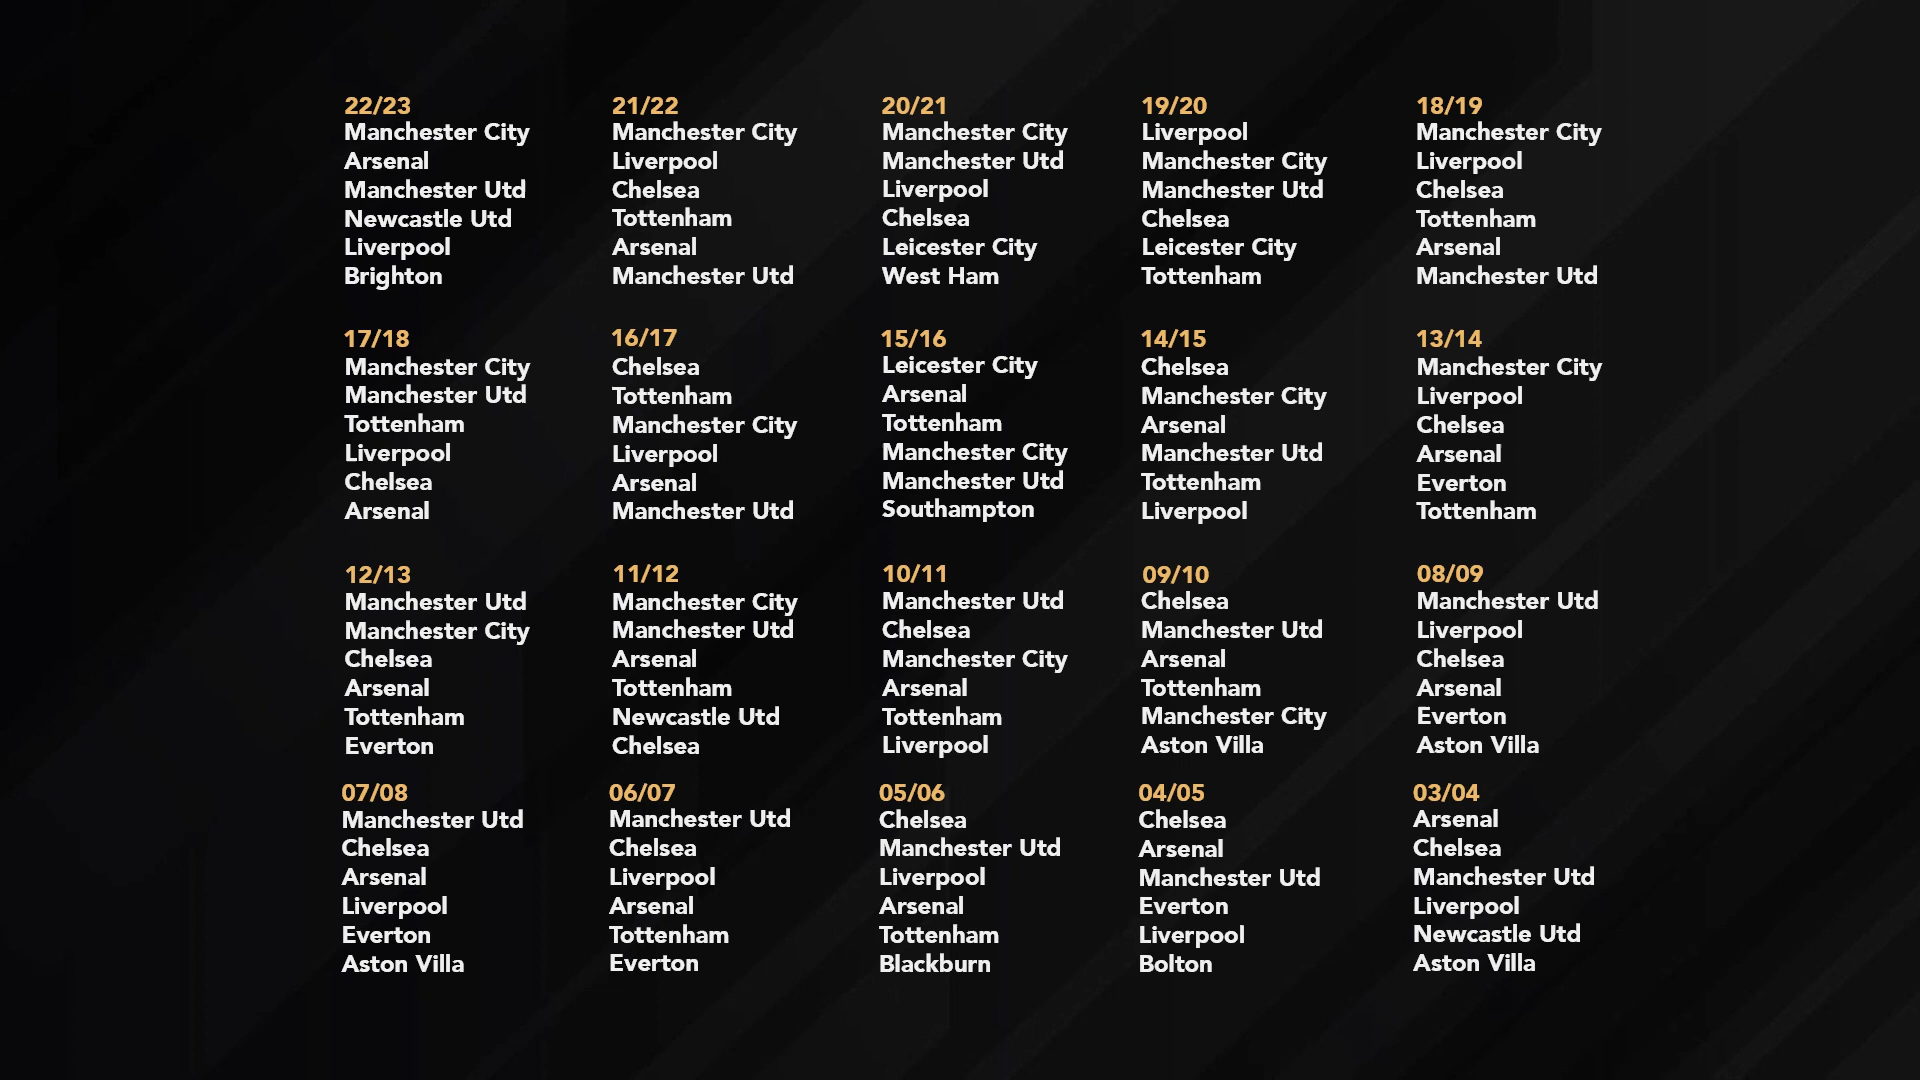 22/23
Manchester City
Arsenal
Manchester Utd
Newcastle Utd
Liverpool
Brighton
21/22
Manchester City
Liverpool
Chelsea
Tottenham
Arsenal
Manchester Utd
20/21
Manchester City
Manchester Utd
Liverpool
Chelsea
Leicester City
West Ham
19/20
Liverpool
Manchester City
Manchester Utd
Chelsea
Leicester City
Tottenham
18/19
Manchester City
Liverpool
Chelsea
Tottenham
Arsenal
Manchester Utd
17/18
Manchester City
Manchester Utd
Tottenham
Liverpool
Chelsea
Arsenal
16/17
Chelsea
Tottenham
Manchester City
Liverpool
Arsenal
Manchester Utd
15/16
Leicester City
Arsenal
Tottenham
Manchester City
Manchester Utd
Southampton
14/15
Chelsea
Manchester City
Arsenal
Manchester Utd
Tottenham
Liverpool
13/14
Manchester City
Liverpool
Chelsea
Arsenal
Everton
Tottenham
12/13
Manchester Utd
Manchester City
Chelsea
Arsenal
Tottenham
Everton
11/12
Manchester City
Manchester Utd
Arsenal
Tottenham
Newcastle Utd
Chelsea
10/11
Manchester Utd
Chelsea
Manchester City
Arsenal
Tottenham
Liverpool
09/10
Chelsea
Manchester Utd
Arsenal
Tottenham
Manchester City
Aston Villa
08/09
Manchester Utd
Liverpool
Chelsea
Arsenal
Everton
Aston Villa
07/08
Manchester Utd
Chelsea
Arsenal
Liverpool
Everton
Aston Villa
06/07
Manchester Utd
Chelsea
Liverpool
Arsenal
Tottenham
Everton
05/06
Chelsea
Manchester Utd
Liverpool
Arsenal
Tottenham
Blackburn
04/05
Chelsea
Arsenal
Manchester Utd
Everton
Liverpool
Bolton
03/04
Arsenal
Chelsea
Manchester Utd
Liverpool
Newcastle Utd
Aston Villa